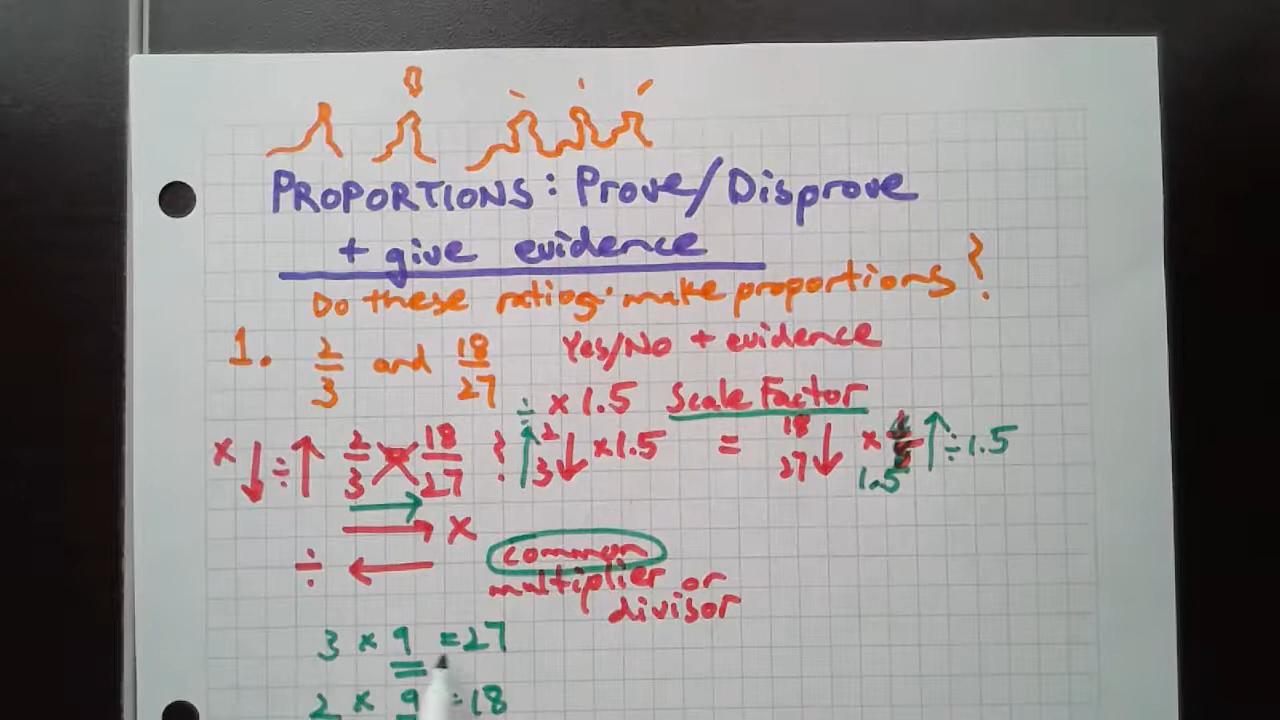 PROPORTIONS: Prove/Disprove
+ give evidence
Do these ratios make proportions?
1. 2/3 and 18/27 Yes/No + evidence
÷ × 1.5 Scale Factor
× ↓ ÷ ↑ 2/3 × 18/27 ? ↑ 2/3 ↓ × 1.5 = 18/27 ↓ × 1.5 ↑ ÷ 1.5
→
→ ×
÷ ←
common
multiplier or
divisor
3 × 9 = 27
2 × 9 = 18